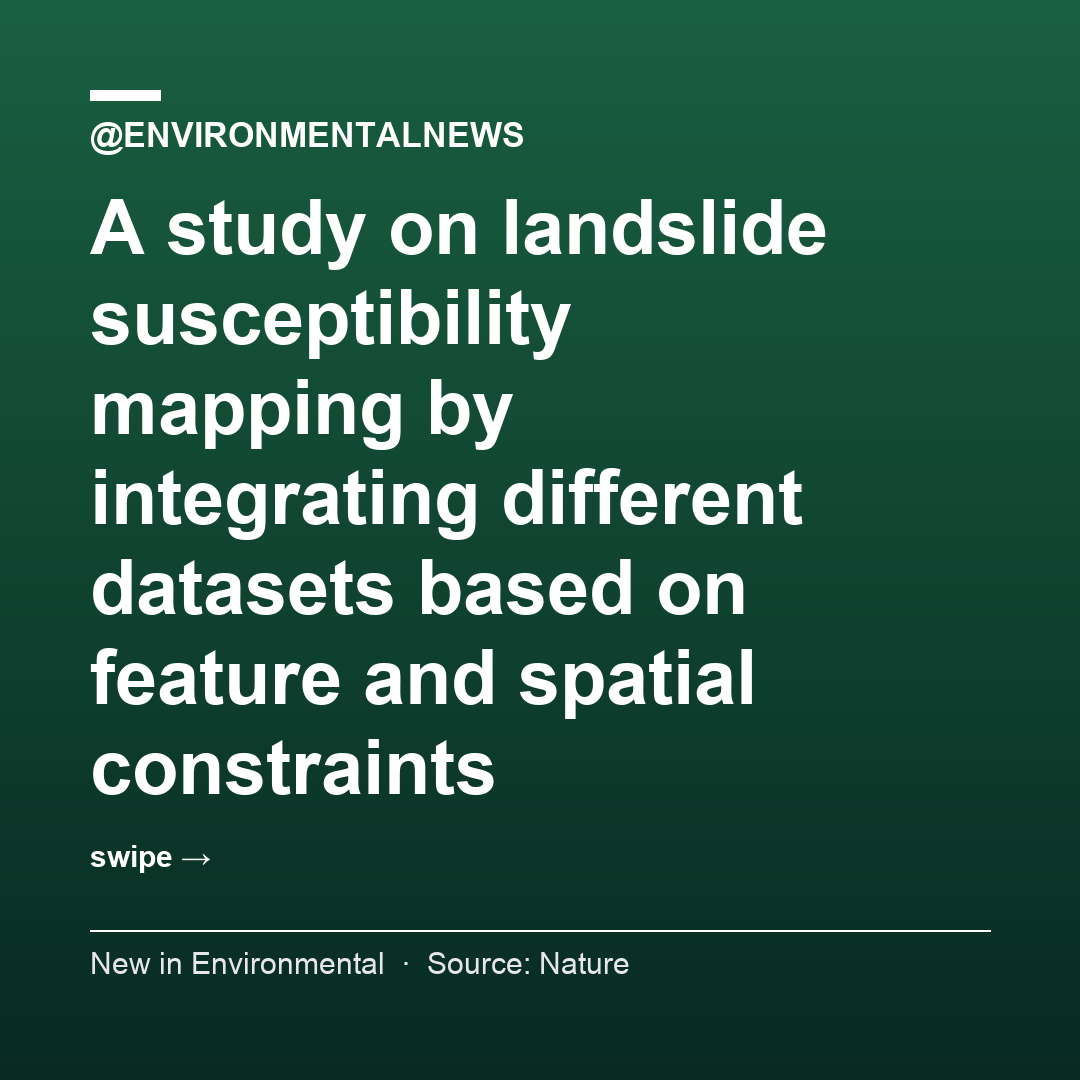 @ENVIRONMENTALNEWS
A study on landslide
susceptibility
mapping by
integrating different
datasets based on
feature and spatial
constraints
swipe →
New in Environmental · Source: Nature